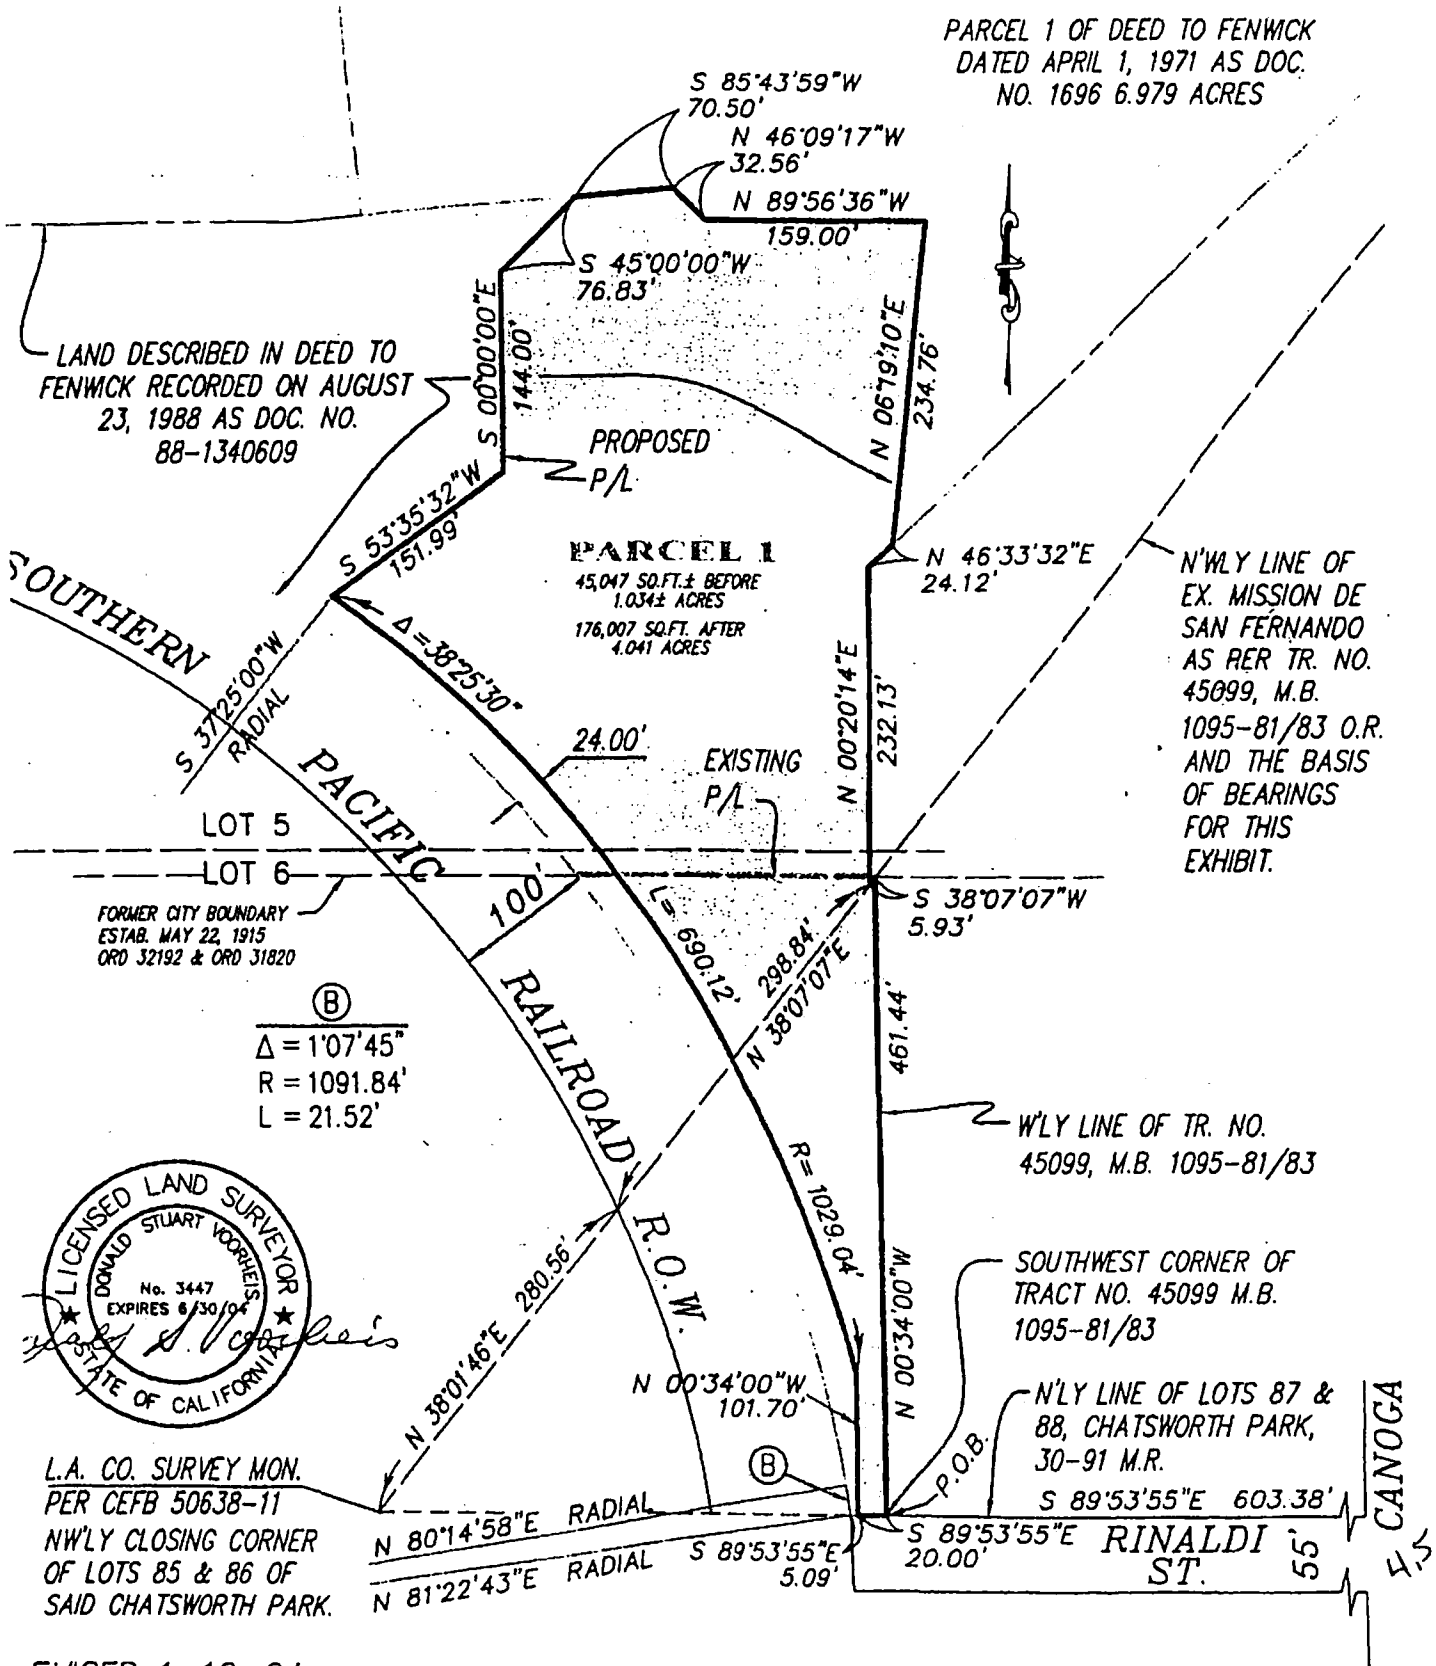 PARCEL 1 OF DEED TO FENWICK
DATED APRIL 1, 1971 AS DOC.
NO. 1696 6.979 ACRES
S 85°43'59"W
70.50'
N 46°09'17"W
32.56'
N 89°56'36"W
159.00'
S 45°00'00"W
76.83'
S 00°00'00"E
144.00'
N 06°19'10"E
234.76'
LAND DESCRIBED IN DEED TO
FENWICK RECORDED ON AUGUST
23, 1988 AS DOC. NO.
88-1340609
PROPOSED
P/L
S 53°35'32"W
151.99'
PARCEL 1
45,047 SQ.FT.± BEFORE
1.034± ACRES
176,007 SQ.FT. AFTER
4.041 ACRES
N 46°33'32"E
24.12'
N'WLY LINE OF
EX. MISSION DE
SAN FERNANDO
AS PER TR. NO.
45099, M.B.
1095-81/83 O.R.
AND THE BASIS
OF BEARINGS
FOR THIS
EXHIBIT.
SOUTHERN
PACIFIC
RAILROAD
R.O.W.
Δ=38°25'30"
S 37°25'00"W
RADIAL
24.00'
N 00°20'14"E
232.13'
EXISTING
P/L
LOT 5
LOT 6
FORMER CITY BOUNDARY
ESTAB. MAY 22, 1915
ORD 32192 & ORD 31820
100'
L= 690.12'
S 38°07'07"W
5.93'
298.84'
N 38°07'07"E
461.44'
B
Δ = 1°07'45"
R = 1091.84'
L = 21.52'
W'LY LINE OF TR. NO.
45099, M.B. 1095-81/83
R= 1029.04'
LICENSED LAND SURVEYOR
DONALD STUART VOORHEIS
No. 3447
EXPIRES 6/30/04
STATE OF CALIFORNIA
N 38°01'46"E 280.56'
N 00°34'00"W
SOUTHWEST CORNER OF
TRACT NO. 45099 M.B.
1095-81/83
N 00°34'00"W
101.70'
N'LY LINE OF LOTS 87 &
88, CHATSWORTH PARK,
30-91 M.R.
P.O.B.
B
L.A. CO. SURVEY MON.
PER CEFB 50638-11
NW'LY CLOSING CORNER
OF LOTS 85 & 86 OF
SAID CHATSWORTH PARK.
N 80°14'58"E RADIAL
N 81°22'43"E RADIAL
S 89°53'55"E
5.09'
S 89°53'55"E
20.00'
S 89°53'55"E 603.38'
RINALDI
ST.
55'
CANOGA
45